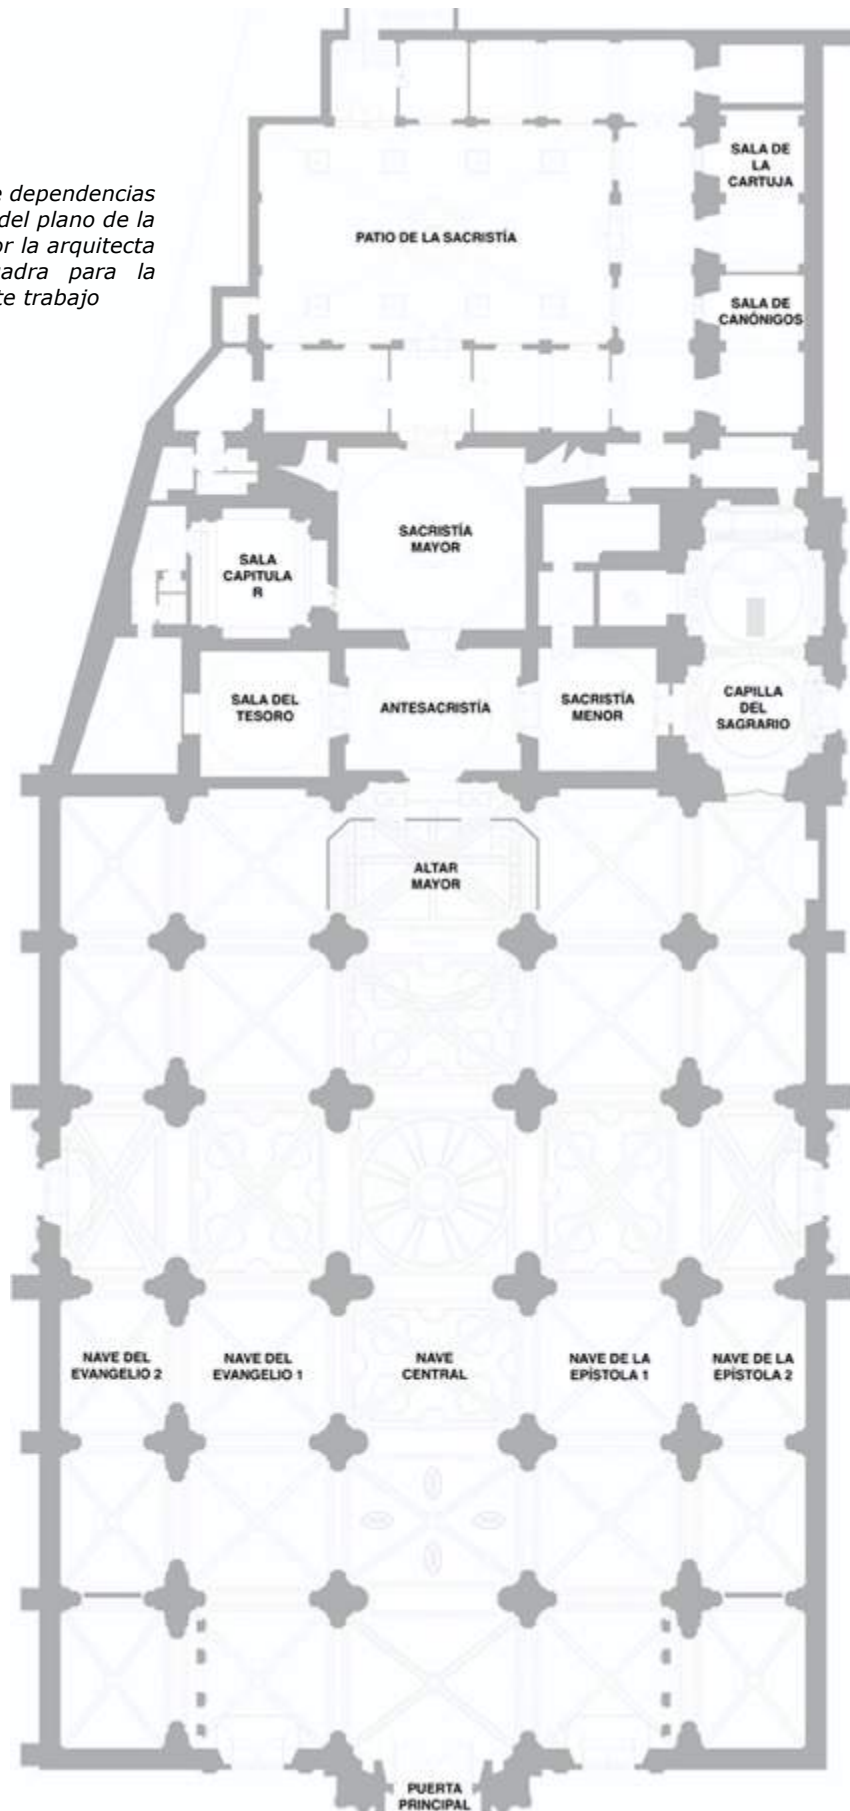 dependencias
del plano de la
or la arquitecta
adra para la
te trabajo
SALA DE
LA
CARTUJA
PATIO DE LA SACRISTÍA
SALA DE
CANÓNIGOS
SACRISTÍA
MAYOR
SALA
CAPITULA
R
SALA DEL
TESORO
ANTESACRISTÍA
SACRISTÍA
MENOR
CAPILLA
DEL
SAGRARIO
ALTAR
MAYOR
NAVE DEL
EVANGELIO 2
NAVE DEL
EVANGELIO 1
NAVE
CENTRAL
NAVE DE LA
EPÍSTOLA 1
NAVE DE LA
EPÍSTOLA 2
PUERTA
PRINCIPAL